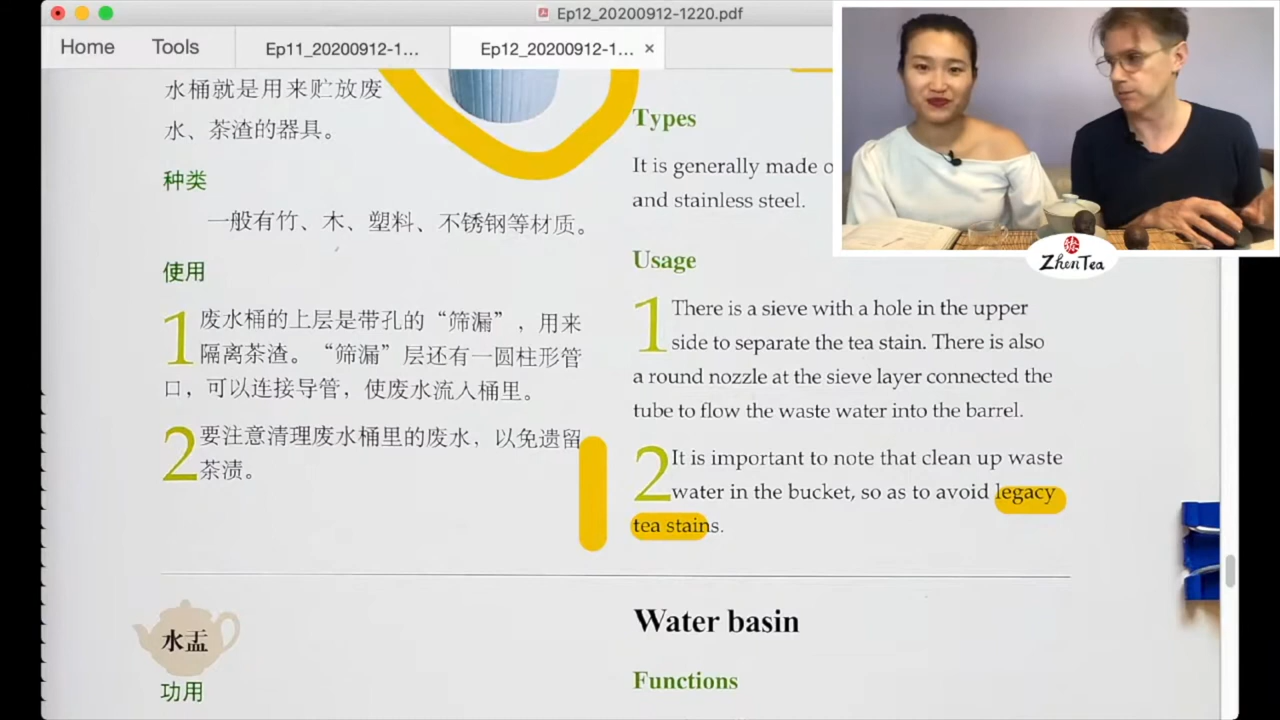 Ep12_20200912-1220.pdf
Home
Tools
Ep11_20200912-1...
Ep12_20200912-1...
水桶就是用来贮放废
水、茶渣的器具。
种类
一般有竹、木、塑料、不锈钢等材质。
使用
1 废水桶的上层是带孔的“筛漏”，用来
隔离茶渣。“筛漏”层还有一圆柱形管
口，可以连接导管，使废水流入桶里。
2 要注意清理废水桶里的废水，以免遗留
茶渍。
Types
It is generally made o
and stainless steel.
Usage
1 There is a sieve with a hole in the upper
side to separate the tea stain. There is also
a round nozzle at the sieve layer connected the
tube to flow the waste water into the barrel.
2 It is important to note that clean up waste
water in the bucket, so as to avoid legacy
tea stains.
水盂
功用
Water basin
Functions
ZhenTea